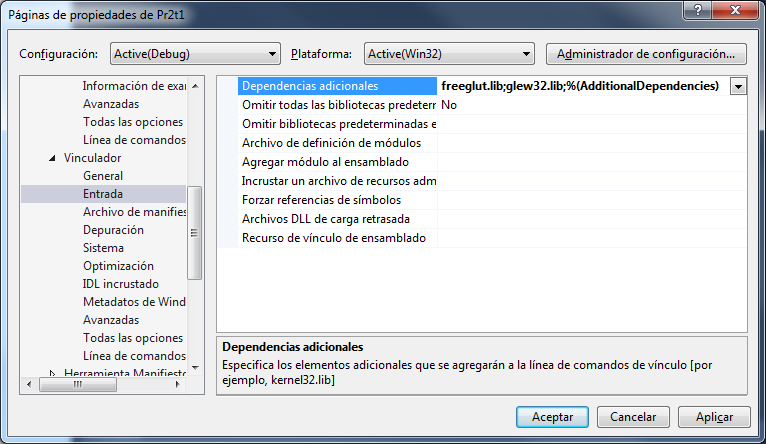 Páginas de propiedades de Pr2t1
Configuración: Active(Debug) Plataforma: Active(Win32) Administrador de configuración...
Información de exar
Avanzadas
Todas las opciones
Línea de comandos
Vinculador
General
Entrada
Archivo de manifies
Depuración
Sistema
Optimización
IDL incrustado
Metadatos de Wind
Avanzadas
Todas las opciones
Línea de comandos
Herramienta Manifiesto
Dependencias adicionales freeglut.lib;glew32.lib;%(AdditionalDependencies)
Omitir todas las bibliotecas predeterr No
Omitir bibliotecas predeterminadas e
Archivo de definición de módulos
Agregar módulo al ensamblado
Incrustar un archivo de recursos adm
Forzar referencias de símbolos
Archivos DLL de carga retrasada
Recurso de vínculo de ensamblado
Dependencias adicionales
Especifica los elementos adicionales que se agregarán a la línea de comandos de vínculo [por
ejemplo, kernel32.lib]
Aceptar Cancelar Aplicar